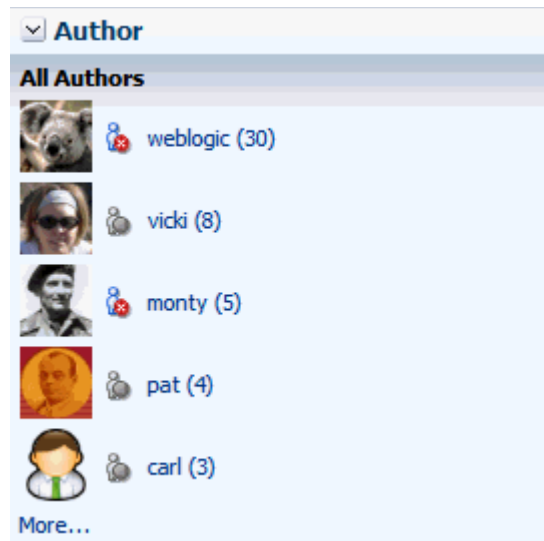 Author
All Authors
weblogic (30)
vicki (8)
monty (5)
pat (4)
carl (3)
More...